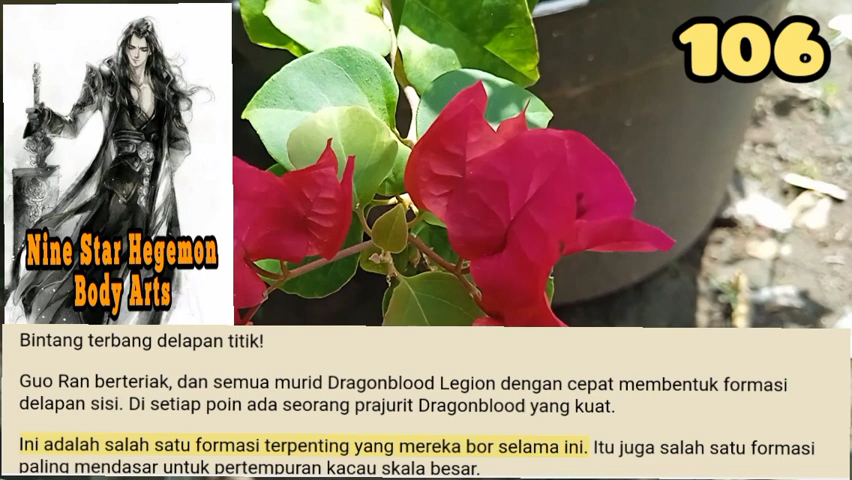 106
Nine Star Hegemon
Body Arts
Bintang terbang delapan titik!
Guo Ran berteriak, dan semua murid Dragonblood Legion dengan cepat membentuk formasi
delapan sisi. Di setiap poin ada seorang prajurit Dragonblood yang kuat.
Ini adalah salah satu formasi terpenting yang mereka bor selama ini. Itu juga salah satu formasi
paling mendasar untuk pertempuran kacau skala besar.